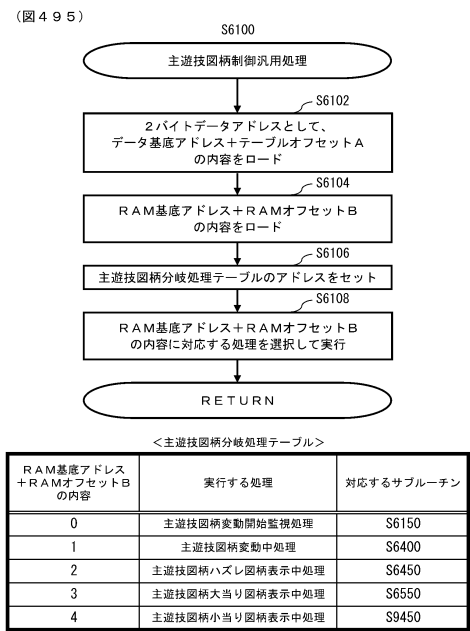 （図４９５）
S6100
主遊技図柄制御汎用処理
S6102
２バイトデータアドレスとして、
データ基底アドレス＋テーブルオフセットＡ
の内容をロード
S6104
ＲＡＭ基底アドレス＋ＲＡＭオフセットＢ
の内容をロード
S6106
主遊技図柄分岐処理テーブルのアドレスをセット
S6108
ＲＡＭ基底アドレス＋ＲＡＭオフセットＢ
の内容に対応する処理を選択して実行
ＲＥＴＵＲＮ
＜主遊技図柄分岐処理テーブル＞
ＲＡＭ基底アドレス
＋ＲＡＭオフセットＢ
の内容
実行する処理
対応するサブルーチン
0 主遊技図柄変動開始監視処理 S6150
1 主遊技図柄変動中処理 S6400
2 主遊技図柄ハズレ図柄表示中処理 S6450
3 主遊技図柄大当り図柄表示中処理 S6550
4 主遊技図柄小当り図柄表示中処理 S9450